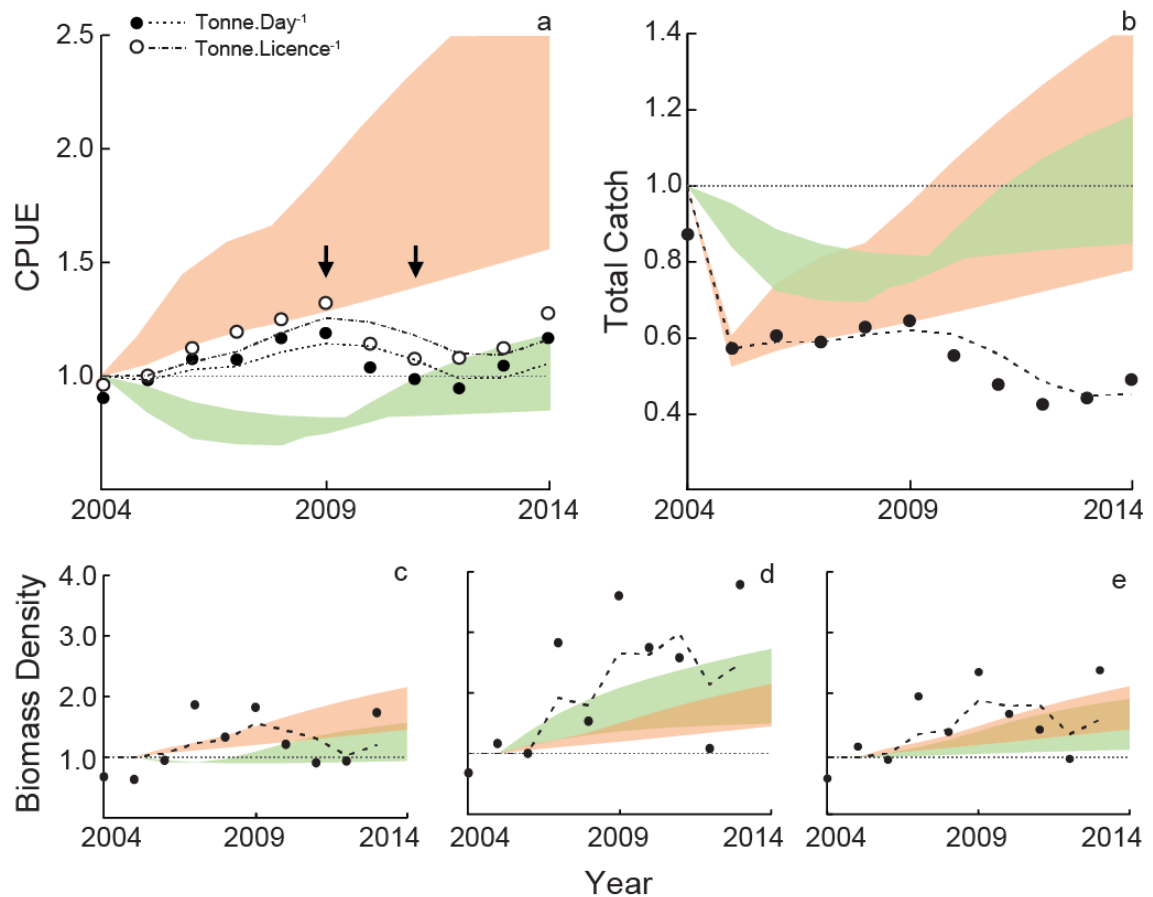 a
2.5
Tonne.Day⁻¹
Tonne.Licence⁻¹
2.0
1.5
1.0
CPUE
2004 2009 2014
b
1.4
1.2
1.0
0.8
0.6
0.4
Total Catch
2004 2009 2014
c
4.0
3.0
2.0
1.0
Biomass Density
2004 2009 2014
d
2004 2009 2014
e
2004 2009 2014
Year